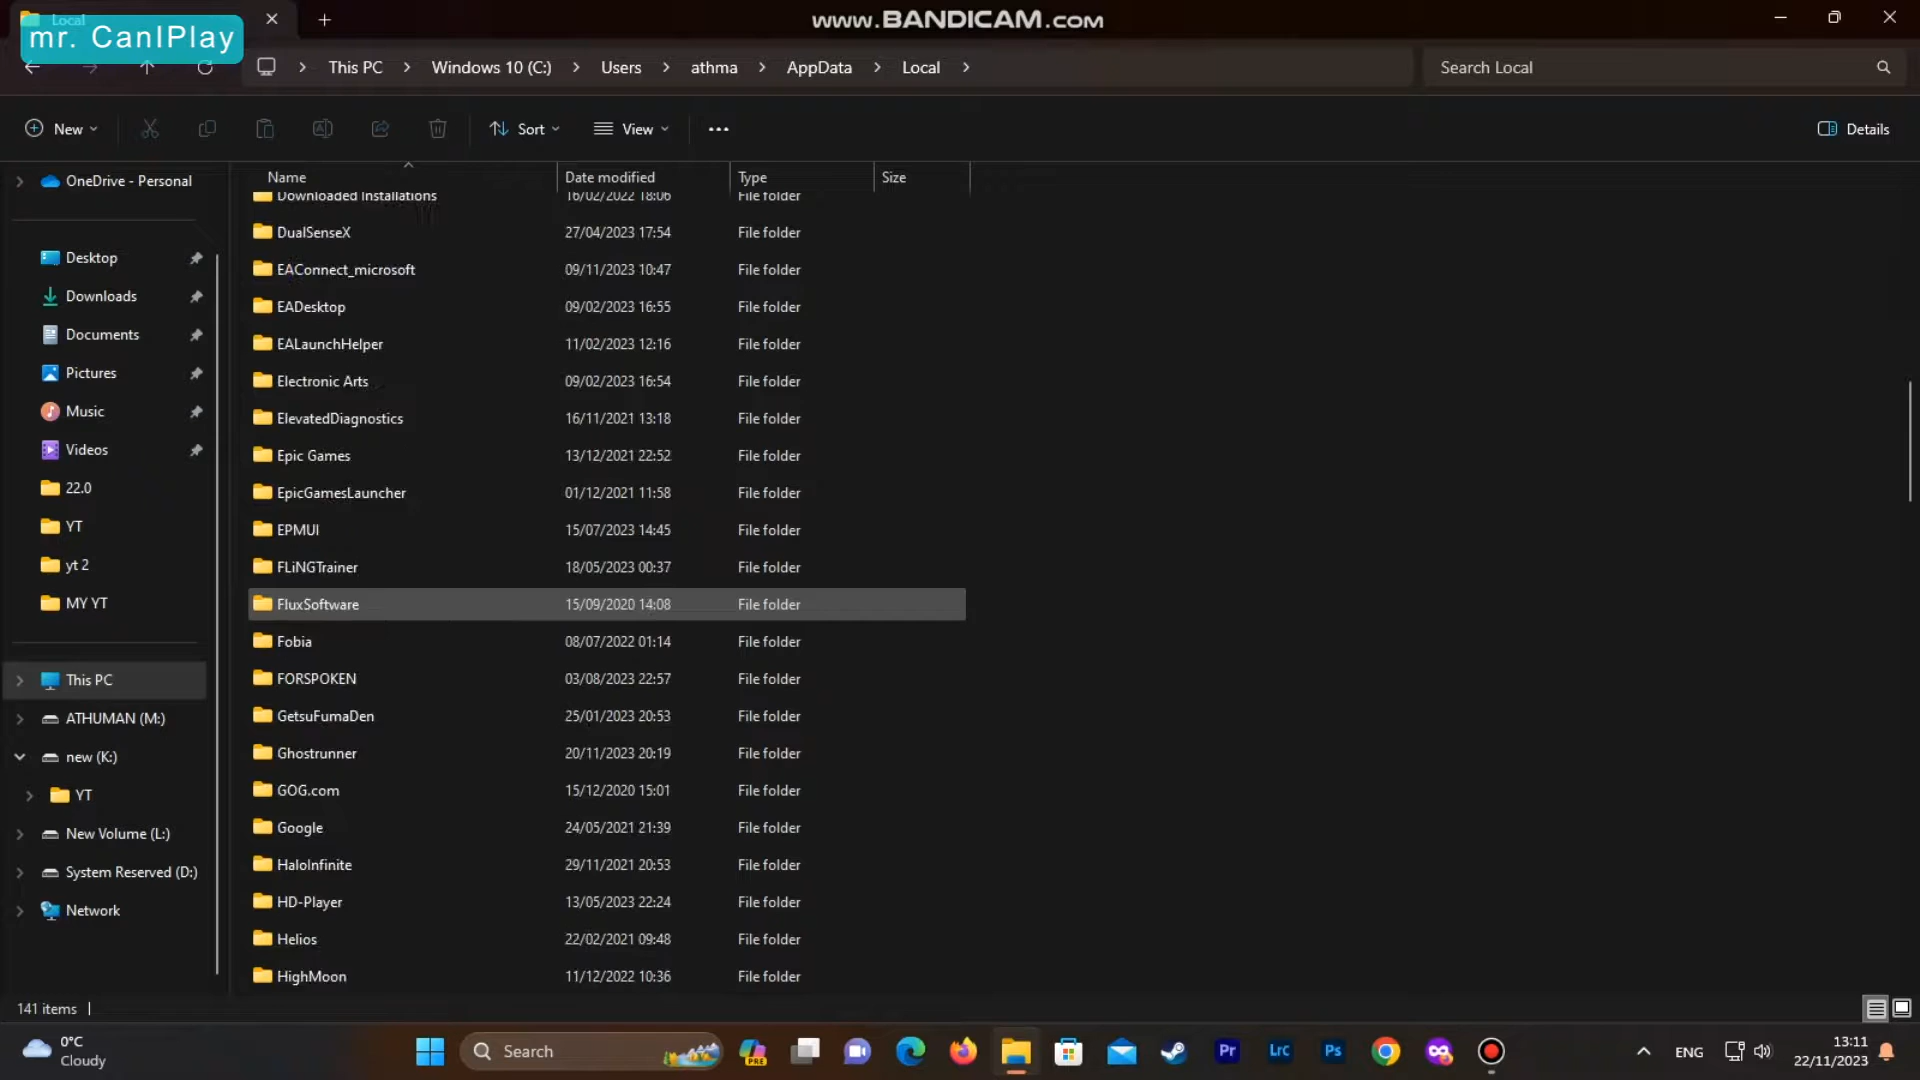 Local
mr. CanIPlay
www.BANDICAM.com
This PC
Windows 10 (C:)
Users
athma
AppData
Local
Search Local
New
Sort
View
Details
Name
Date modified
Type
Size
OneDrive - Personal
Desktop
Downloads
Documents
Pictures
Music
Videos
22.0
YT
yt 2
MY YT
This PC
ATHUMAN (M:)
new (K:)
YT
New Volume (L:)
System Reserved (D:)
Network
Downloaded Installations 16/02/2022 18:06 File folder
DualSenseX 27/04/2023 17:54 File folder
EAConnect_microsoft 09/11/2023 10:47 File folder
EADesktop 09/02/2023 16:55 File folder
EALaunchHelper 11/02/2023 12:16 File folder
Electronic Arts 09/02/2023 16:54 File folder
ElevatedDiagnostics 16/11/2021 13:18 File folder
Epic Games 13/12/2021 22:52 File folder
EpicGamesLauncher 01/12/2021 11:58 File folder
EPMUI 15/07/2023 14:45 File folder
FLiNGTrainer 18/05/2023 00:37 File folder
FluxSoftware 15/09/2020 14:08 File folder
Fobia 08/07/2022 01:14 File folder
FORSPOKEN 03/08/2023 22:57 File folder
GetsuFumaDen 25/01/2023 20:53 File folder
Ghostrunner 20/11/2023 20:19 File folder
GOG.com 15/12/2020 15:01 File folder
Google 24/05/2021 21:39 File folder
HaloInfinite 29/11/2021 20:53 File folder
HD-Player 13/05/2023 22:24 File folder
Helios 22/02/2021 09:48 File folder
HighMoon 11/12/2022 10:36 File folder
141 items
0°C
Cloudy
Search
PRE
Pr
Lrc
Ps
ENG
13:11
22/11/2023